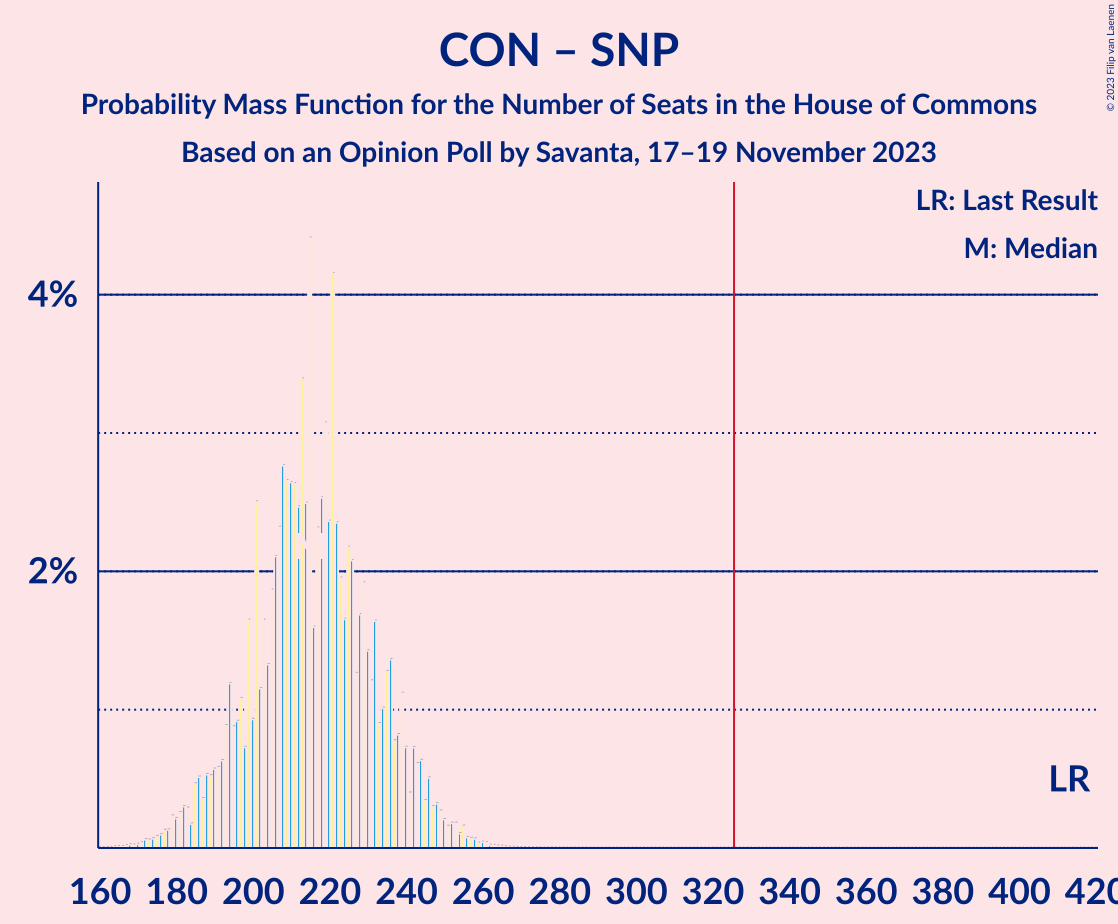 CON – SNP
Probability Mass Function for the Number of Seats in the House of Commons
Based on an Opinion Poll by Savanta, 17–19 November 2023
© 2023 Filip van Laenen
LR: Last Result
M: Median
4%
2%
LR
160 180 200 220 240 260 280 300 320 340 360 380 400 420